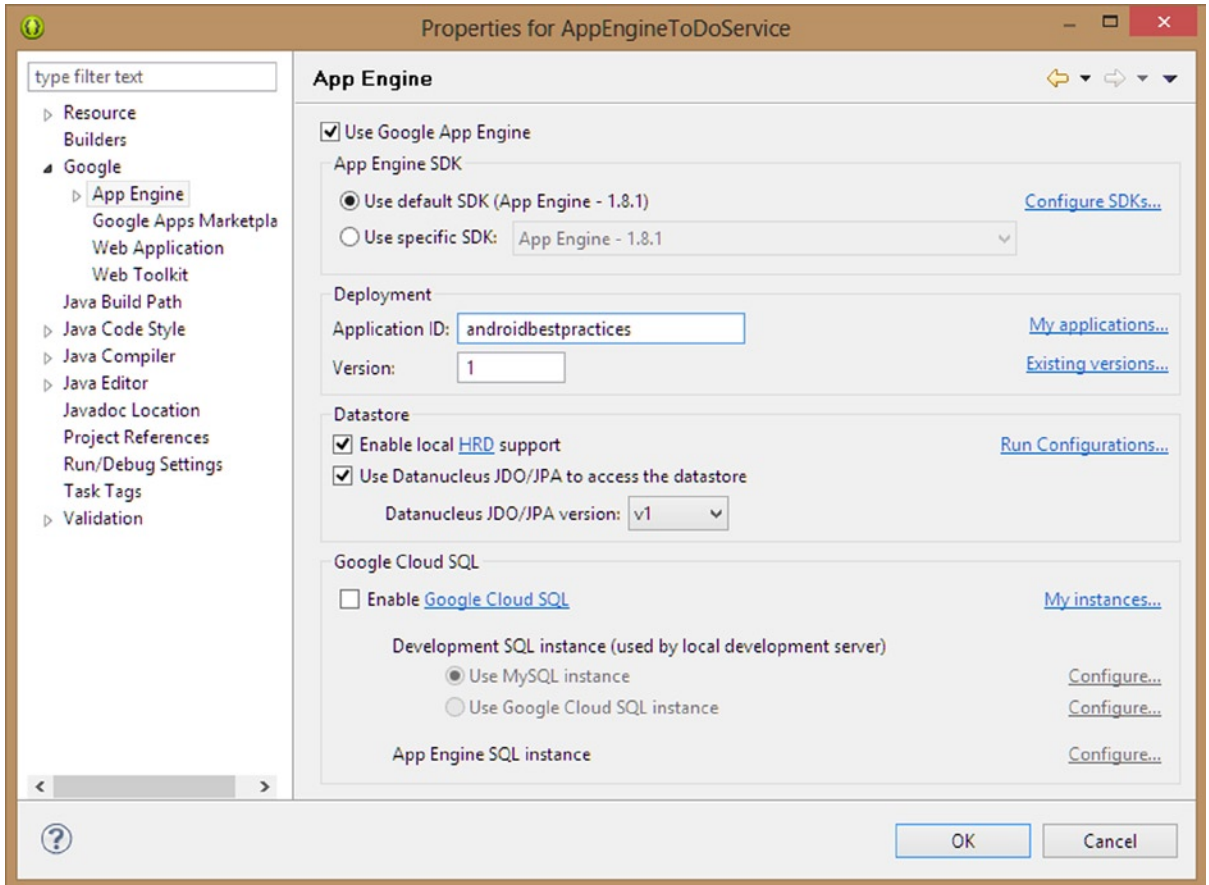 Properties for AppEngineToDoService
type filter text
Resource
Builders
Google
App Engine
Google Apps Marketpla
Web Application
Web Toolkit
Java Build Path
Java Code Style
Java Compiler
Java Editor
Javadoc Location
Project References
Run/Debug Settings
Task Tags
Validation
App Engine
Use Google App Engine
App Engine SDK
Use default SDK (App Engine - 1.8.1) Configure SDKs...
Use specific SDK: App Engine - 1.8.1
Deployment
Application ID: androidbestpractices My applications...
Version: 1 Existing versions...
Datastore
Enable local HRD support Run Configurations...
Use Datanucleus JDO/JPA to access the datastore
Datanucleus JDO/JPA version: v1
Google Cloud SQL
Enable Google Cloud SQL My instances...
Development SQL instance (used by local development server)
Use MySQL instance Configure...
Use Google Cloud SQL instance Configure...
App Engine SQL instance Configure...
OK Cancel